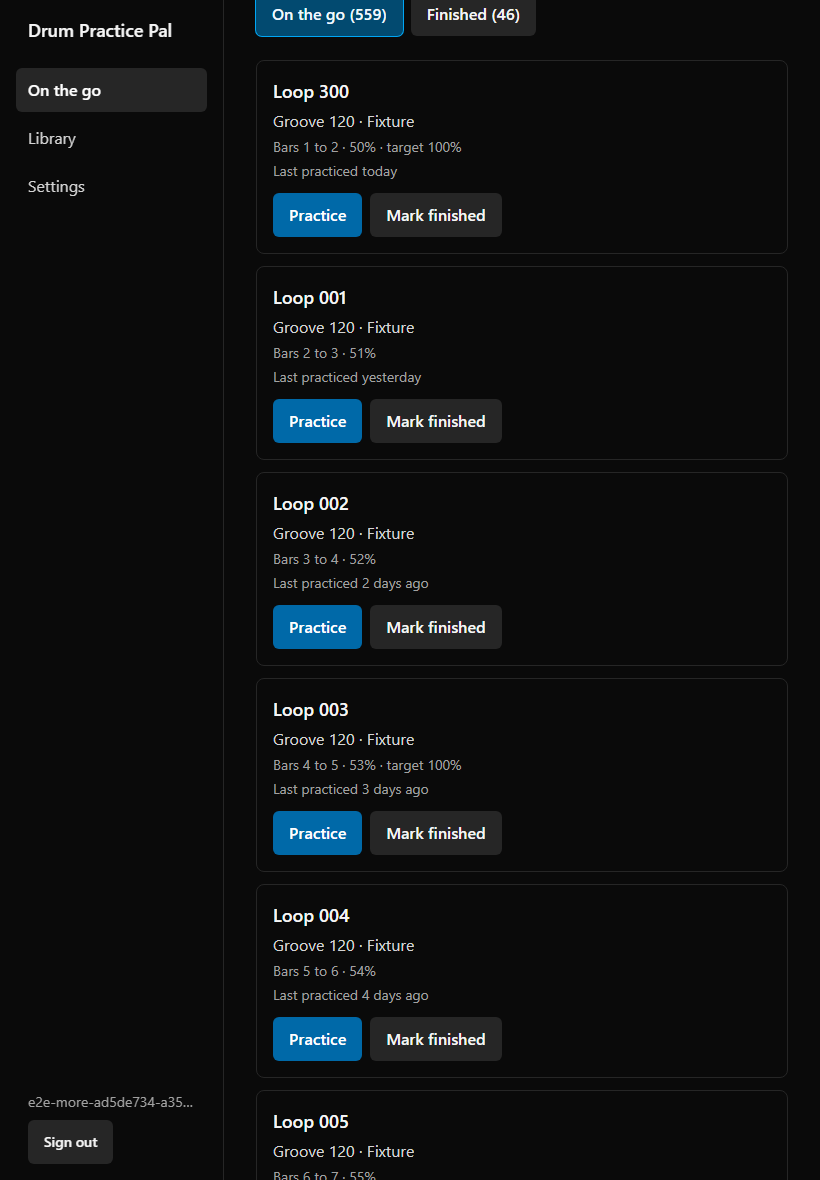 Drum Practice Pal
On the go
Library
Settings
e2e-more-ad5de734-a35...
Sign out
On the go (559)
Finished (46)
Loop 300
Groove 120 · Fixture
Bars 1 to 2 · 50% · target 100%
Last practiced today
Practice
Mark finished
Loop 001
Groove 120 · Fixture
Bars 2 to 3 · 51%
Last practiced yesterday
Practice
Mark finished
Loop 002
Groove 120 · Fixture
Bars 3 to 4 · 52%
Last practiced 2 days ago
Practice
Mark finished
Loop 003
Groove 120 · Fixture
Bars 4 to 5 · 53% · target 100%
Last practiced 3 days ago
Practice
Mark finished
Loop 004
Groove 120 · Fixture
Bars 5 to 6 · 54%
Last practiced 4 days ago
Practice
Mark finished
Loop 005
Groove 120 · Fixture
Bars 6 to 7 · 55%